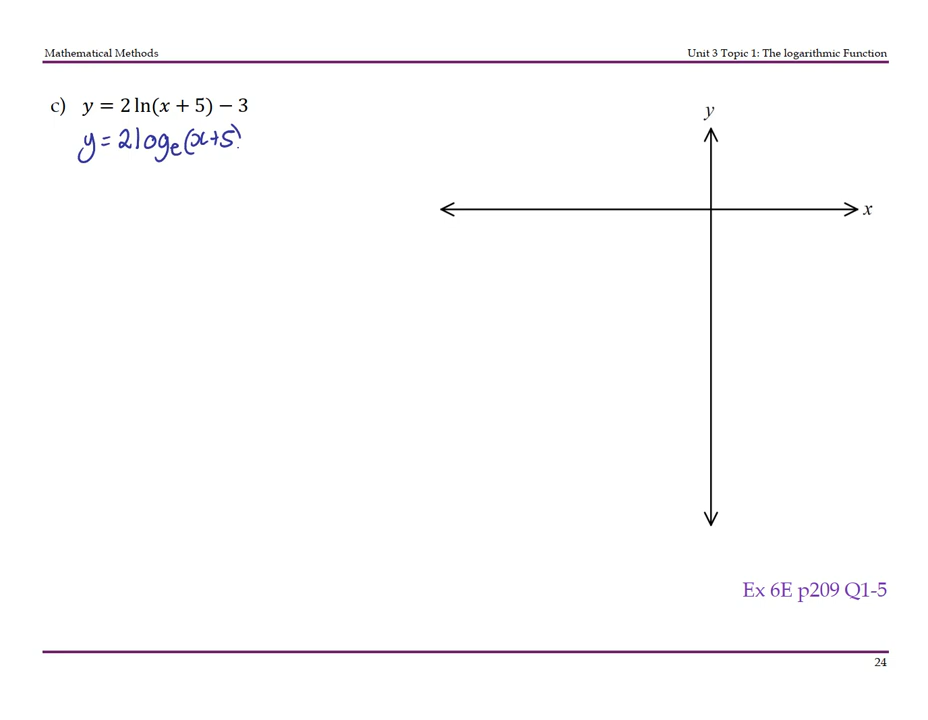 Mathematical Methods
Unit 3 Topic 1: The logarithmic Function
c) y = 2 ln(x + 5) − 3
y = 2logₑ(x+5)
y
x
Ex 6E p209 Q1-5
24